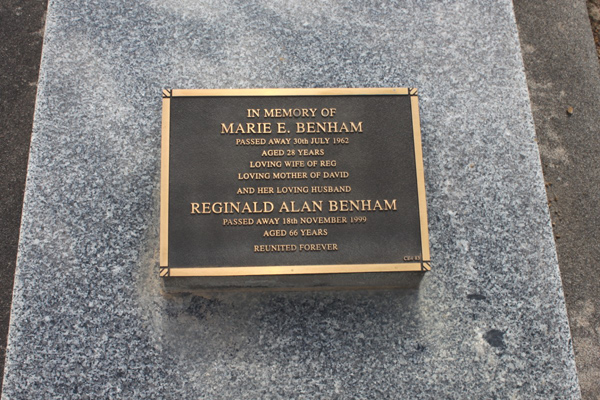 IN MEMORY OF
MARIE E. BENHAM
PASSED AWAY 30th JULY 1962
AGED 28 YEARS
LOVING WIFE OF REG
LOVING MOTHER OF DAVID
AND HER LOVING HUSBAND
REGINALD ALAN BENHAM
PASSED AWAY 18th NOVEMBER 1999
AGED 66 YEARS
REUNITED FOREVER